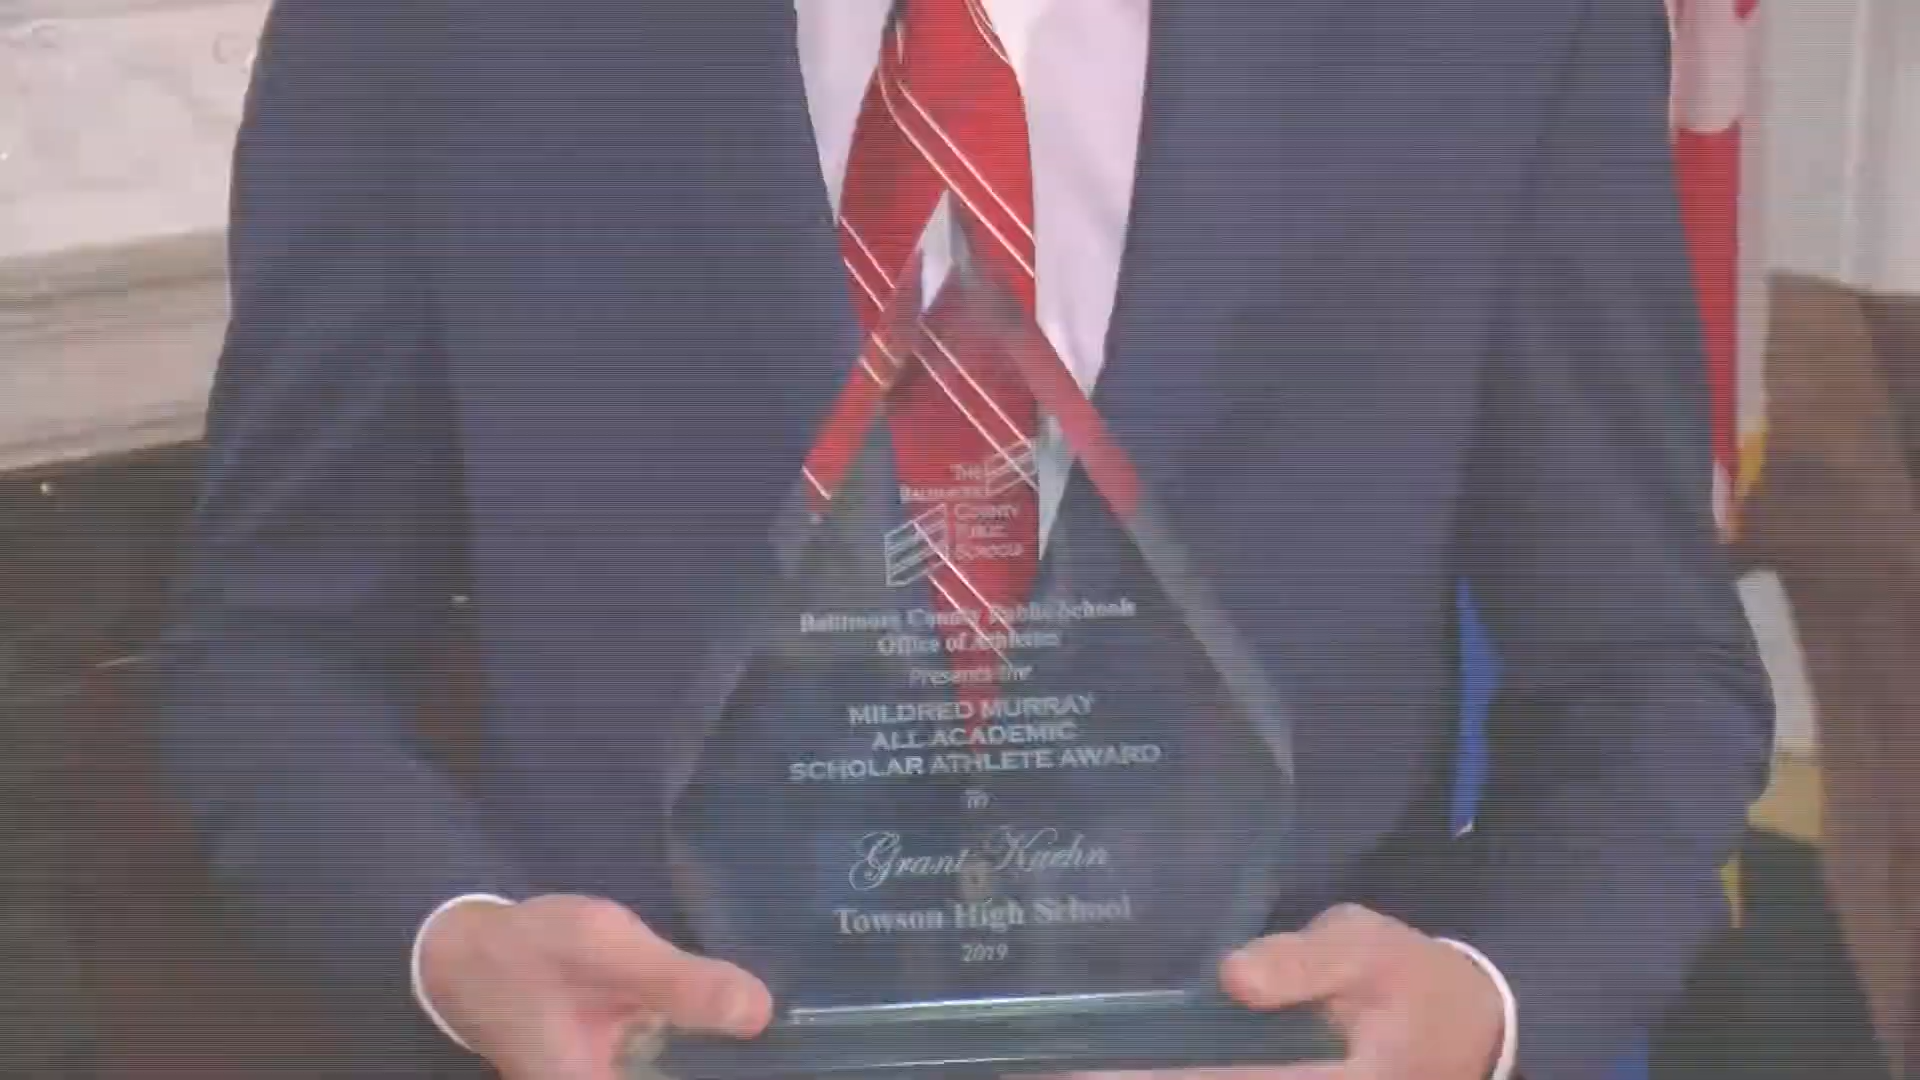 THE
BALTIMORE
COUNTY
PUBLIC
SCHOOLS
Baltimore County Public Schools
Office of Athletics
Presents the
MILDRED MURRAY
ALL ACADEMIC
SCHOLAR ATHLETE AWARD
To
Grant Kuehn
Towson High School
2019